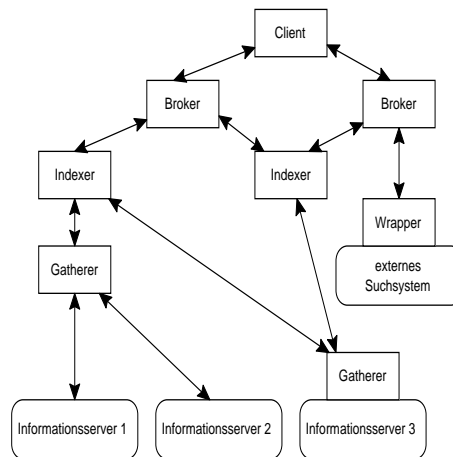 Client
Broker
Broker
Indexer
Indexer
Wrapper
externes
Suchsystem
Gatherer
Gatherer
Informationsserver 1
Informationsserver 2
Informationsserver 3